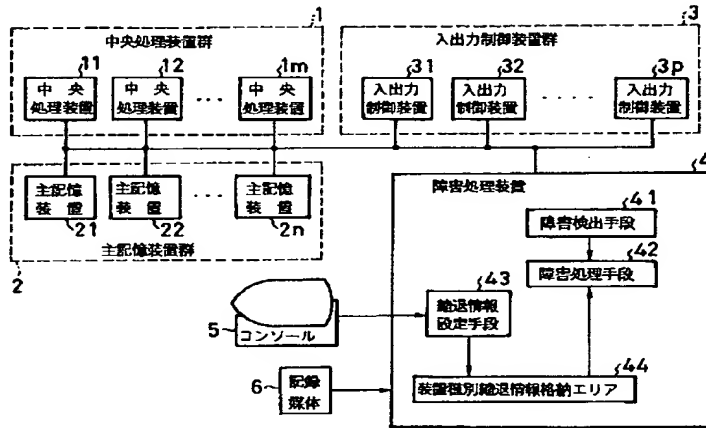 1
中央処理装置群
11
12
1m
中央
処理装置
中央
処理装置
...
中央
処理装置
3
入出力制御装置群
31
32
3p
入出力
制御装置
入出力
制御装置
....
入出力
制御装置
主記憶
装置
主記憶
装置
...
主記憶
装置
21
22
2n
主記憶装置群
2
4
障害処理装置
41
障害検出手段
42
障害処理手段
43
縮退情報
設定手段
44
装置種別縮退情報格納エリア
5
コンソール
6
記録
媒体